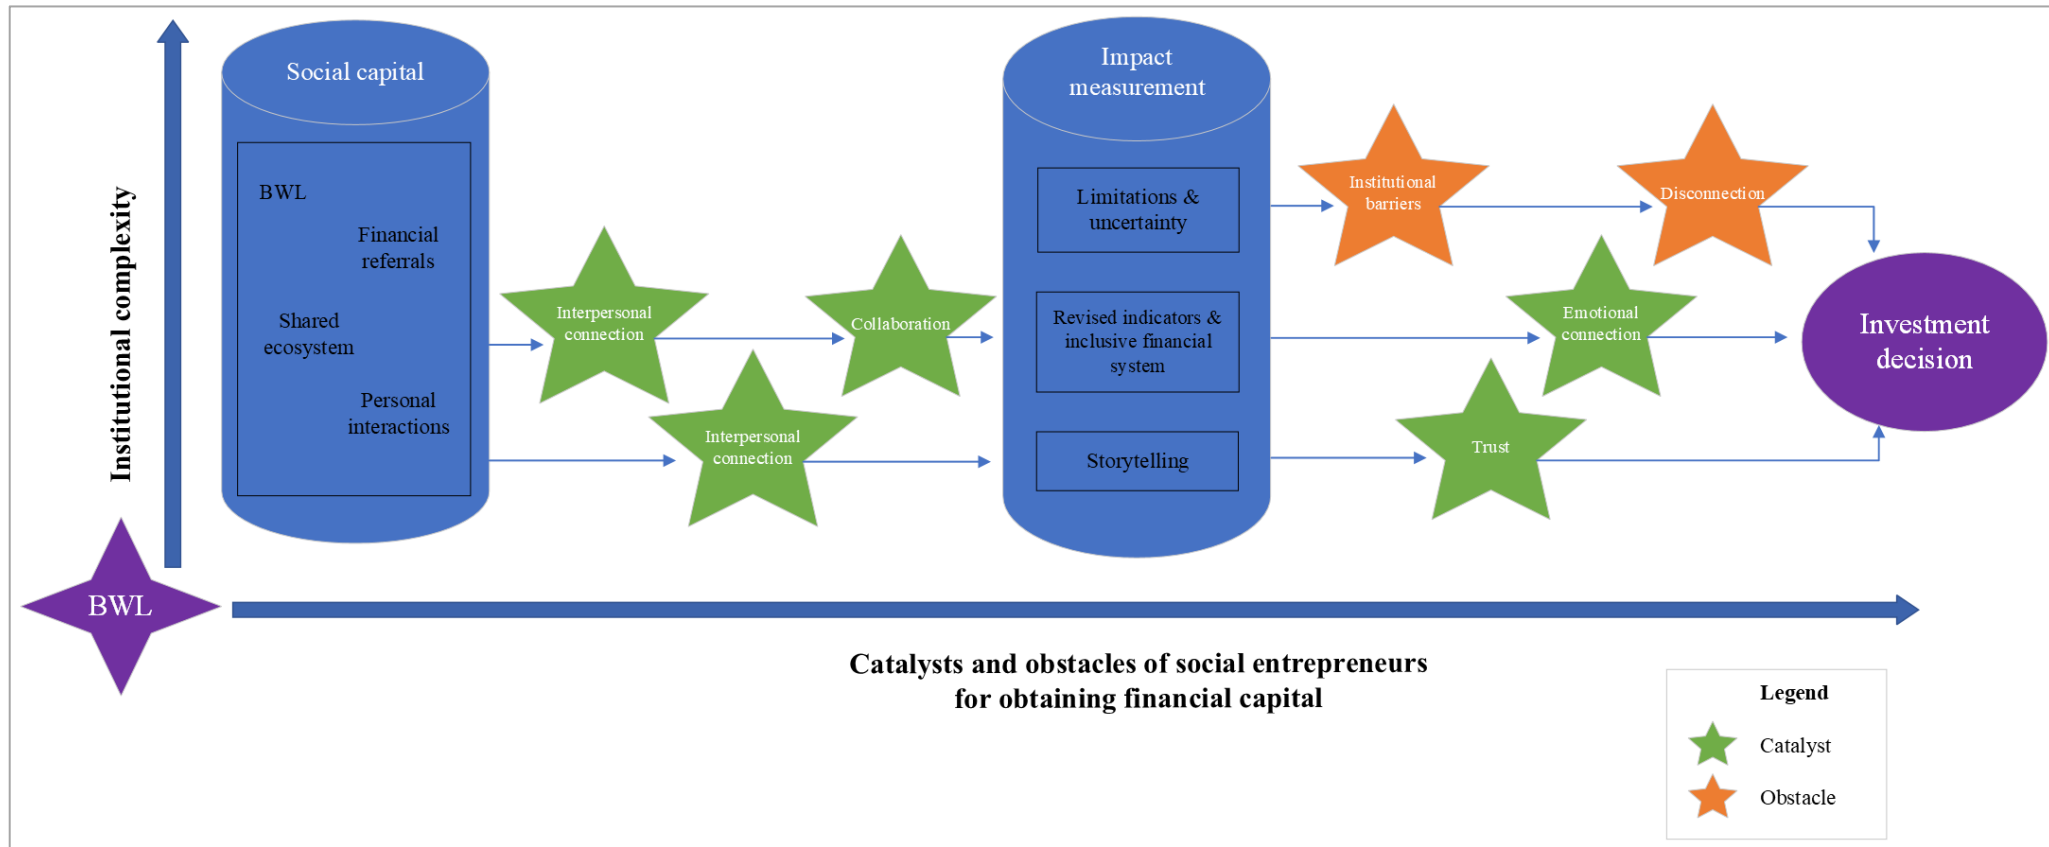 Institutional complexity
BWL
Social capital
BWL
Financial
referrals
Shared
ecosystem
Personal
interactions
Interpersonal
connection
Collaboration
Interpersonal
connection
Impact
measurement
Limitations &
uncertainty
Revised indicators &
inclusive financial
system
Storytelling
Institutional
barriers
Disconnection
Emotional
connection
Trust
Investment
decision
Catalysts and obstacles of social entrepreneurs
for obtaining financial capital
Legend
Catalyst
Obstacle